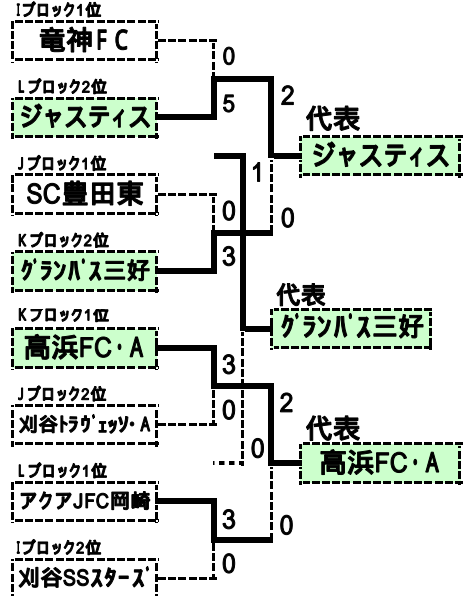 Iブロック1位
竜神FC
0
Lブロック2位
5
2
ジャスティス
代表
ジャスティス
Jブロック1位
1
SC豊田東
0
0
Kブロック2位
3
グランパス三好
代表
グランパス三好
Kブロック1位
高浜FC・A
3
Jブロック2位
0
2
刈谷トラヴェッソ・A
代表
0
高浜FC・A
Lブロック1位
アクアJFC岡崎
3
0
Iブロック2位
0
刈谷SSスターズ